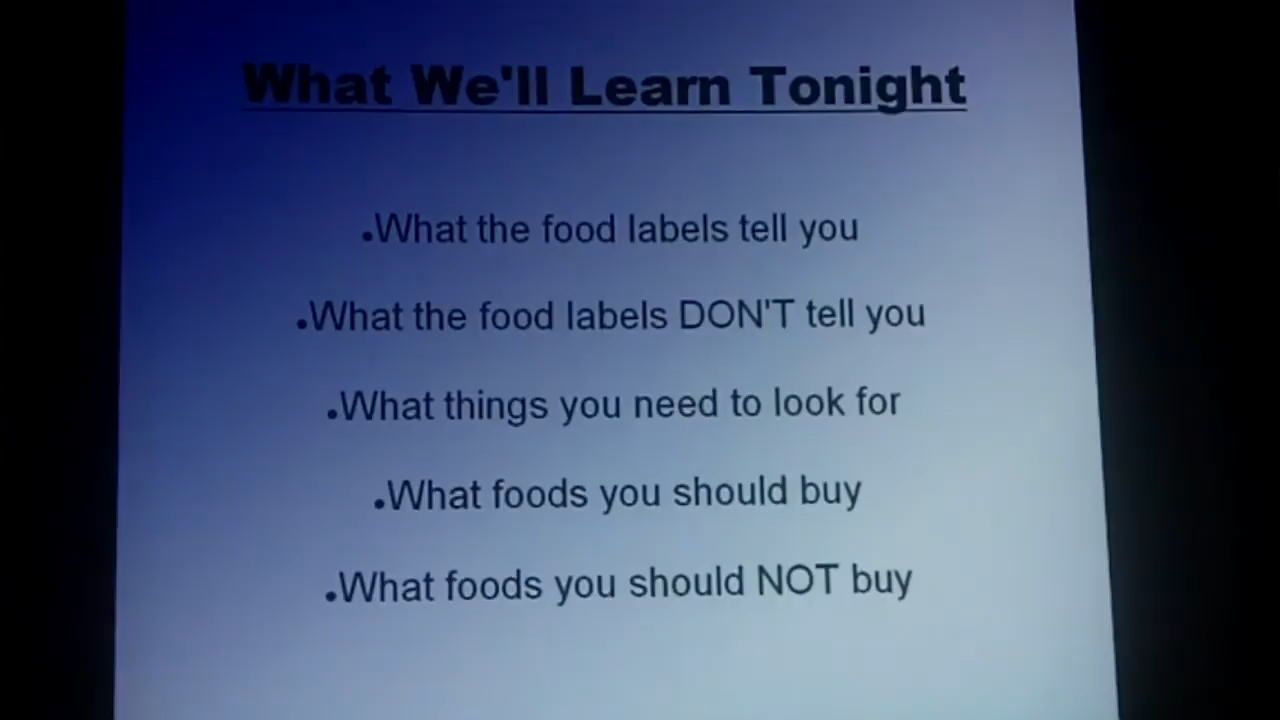 What We'll Learn Tonight
•What the food labels tell you
•What the food labels DON'T tell you
•What things you need to look for
•What foods you should buy
•What foods you should NOT buy